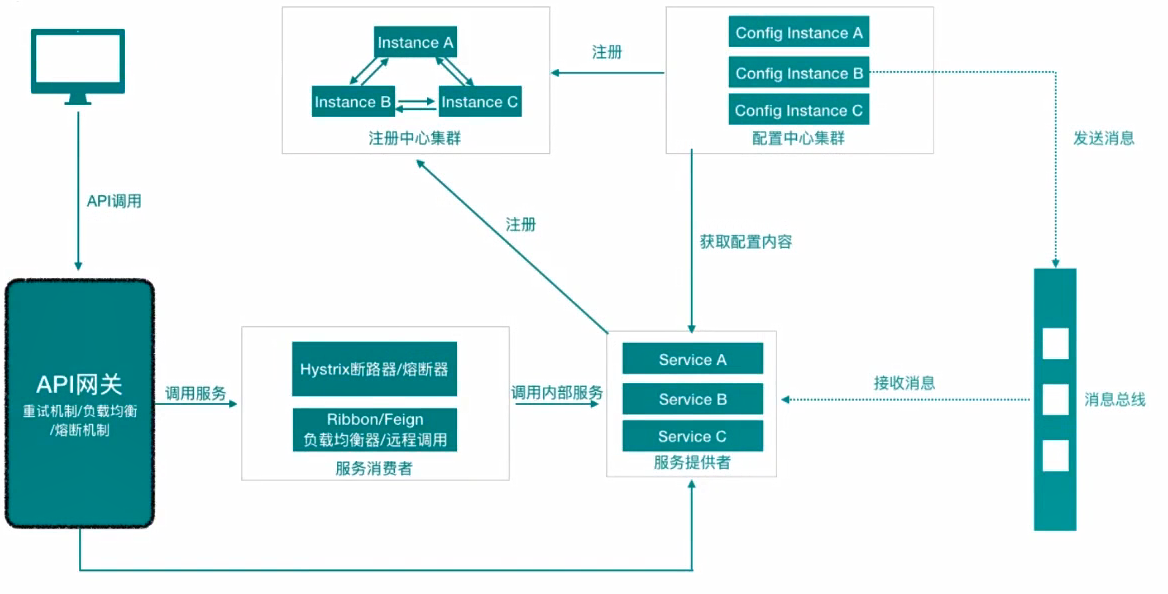 Instance A
Instance B
Instance C
注册中心集群
注册
Config Instance A
Config Instance B
Config Instance C
配置中心集群
发送消息
API调用
注册
获取配置内容
API网关
重试机制/负载均衡
/熔断机制
调用服务
Hystrix断路器/熔断器
Ribbon/Feign
负载均衡器/远程调用
服务消费者
调用内部服务
Service A
Service B
Service C
服务提供者
接收消息
消息总线